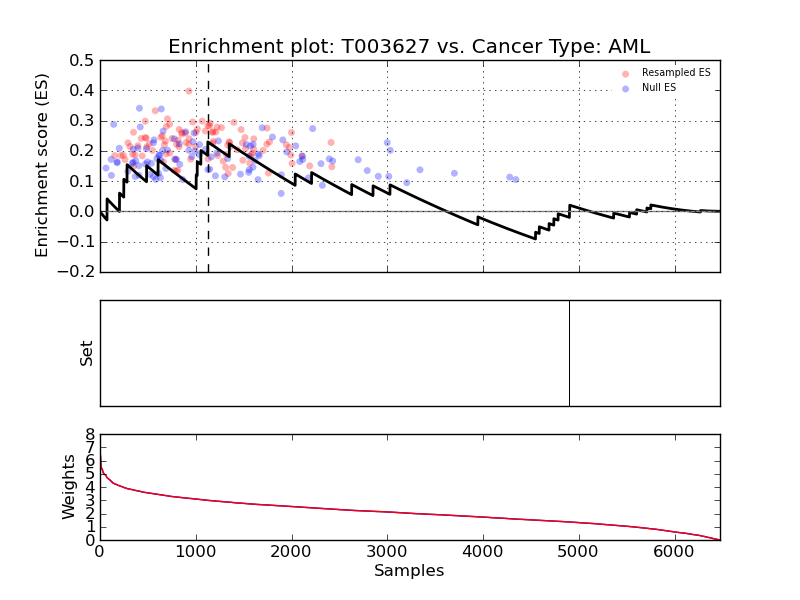 Enrichment plot: T003627 vs. Cancer Type: AML
Enrichment score (ES)
0.5
0.4
0.3
0.2
0.1
0.0
−0.1
−0.2
Resampled ES
Null ES
Set
Weights
8
7
6
5
4
3
2
1
0
0 1000 2000 3000 4000 5000 6000
Samples